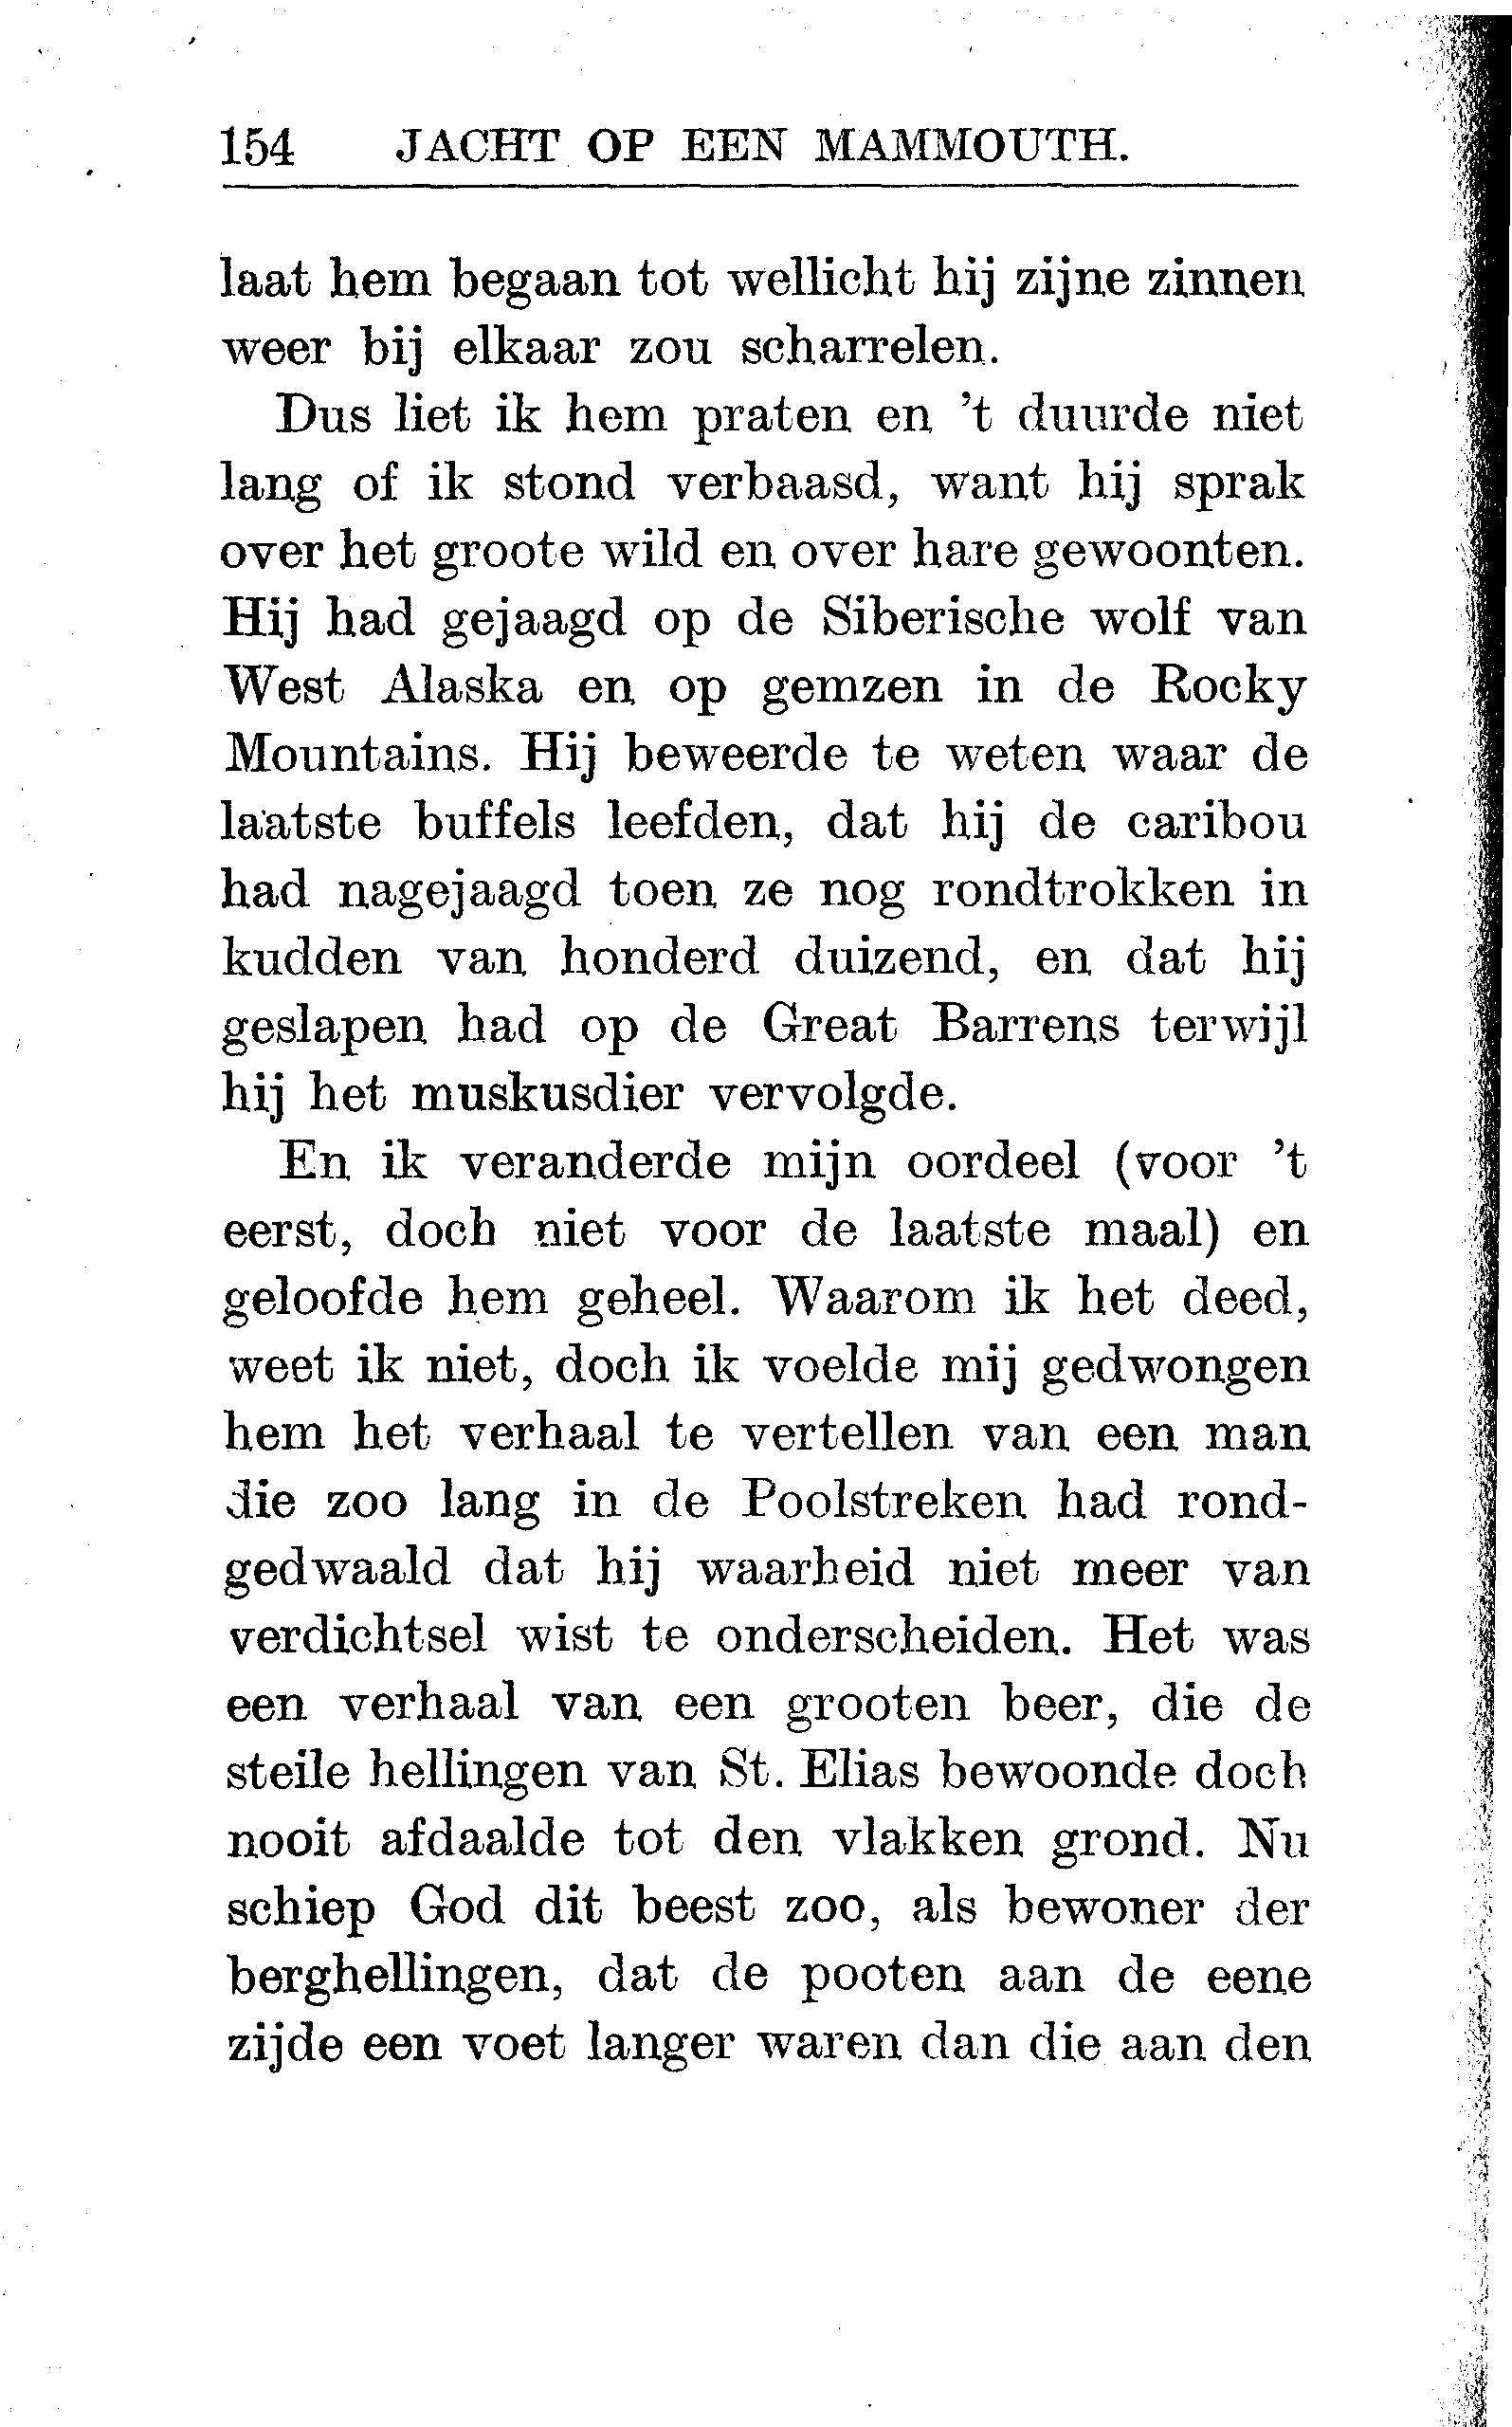 154 JACHT OP EEN MAMMOUTH.
laat hem begaan tot wellicht hij zijne zinnen
weer bij elkaar zou scharrelen.
Dus liet ik hem praten en 't duurde niet
lang of ik stond verbaasd, want hij sprak
over het groote wild en over hare gewoonten.
Hij had gejaagd op de Siberische wolf van
West Alaska en op gemzen in de Rocky
Mountains. Hij beweerde te weten waar de
laatste buffels leefden, dat hij de caribou
had nagejaagd toen ze nog rondtrokken in
kudden van honderd duizend, en dat hij
geslapen had op de Great Barrens terwijl
hij het muskusdier vervolgde.
En ik veranderde mijn oordeel (voor 't
eerst, doch niet voor de laatste maal) en
geloofde hem geheel. Waarom ik het deed,
weet ik niet, doch ik voelde mij gedwongen
hem het verhaal te vertellen van een man
die zoo lang in de Poolstreken had rond-
gedwaald dat hij waarheid niet meer van
verdichtsel wist te onderscheiden. Het was
een verhaal van een grooten beer, die de
steile hellingen van St. Elias bewoonde doch
nooit afdaalde tot den vlakken grond. Nu
schiep God dit beest zoo, als bewoner der
berghellingen, dat de pooten aan de eene
zijde een voet langer waren dan die aan den